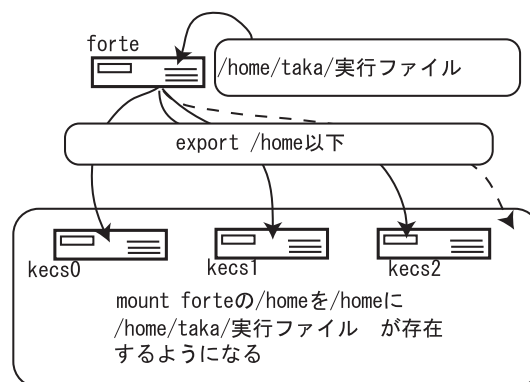 forte
/home/taka/実行ファイル
export /home以下
kecs0
kecs1
kecs2
mount forteの/homeを/homeに
/home/taka/実行ファイル が存在
するようになる